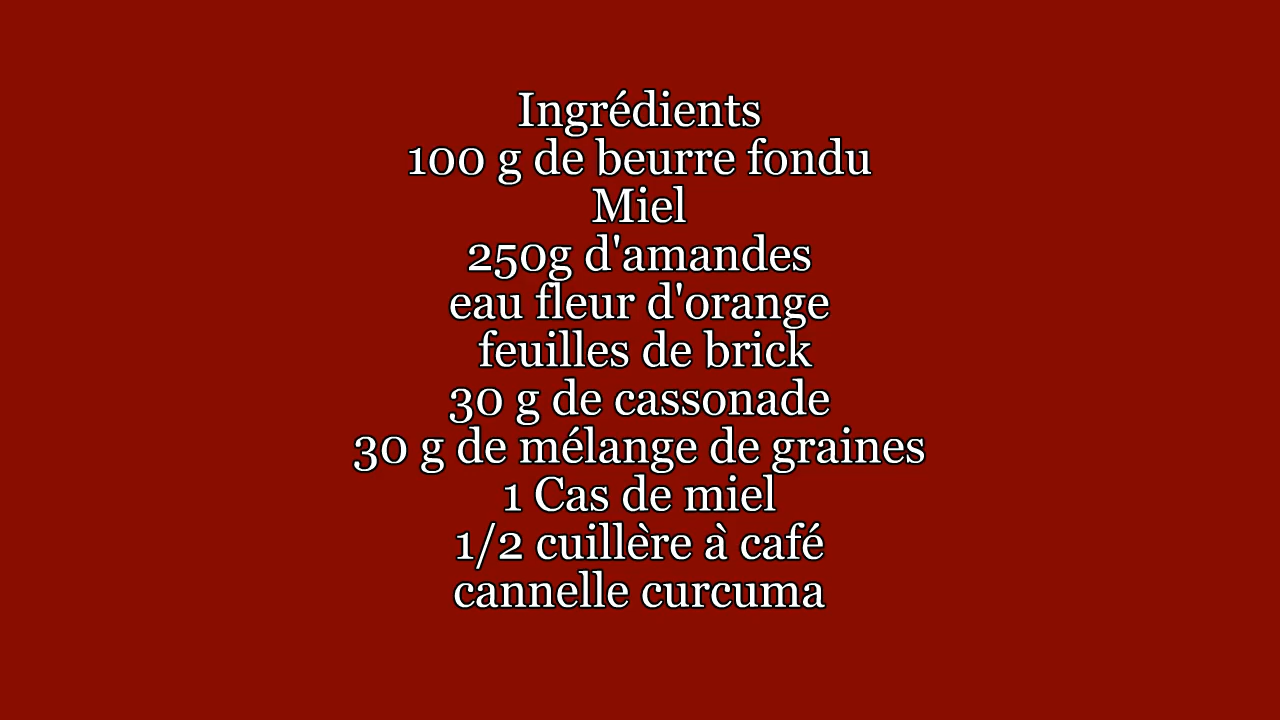 Ingrédients
100 g de beurre fondu
Miel
250g d'amandes
eau fleur d'orange
feuilles de brick
30 g de cassonade
30 g de mélange de graines
1 Cas de miel
1/2 cuillère à café
cannelle curcuma